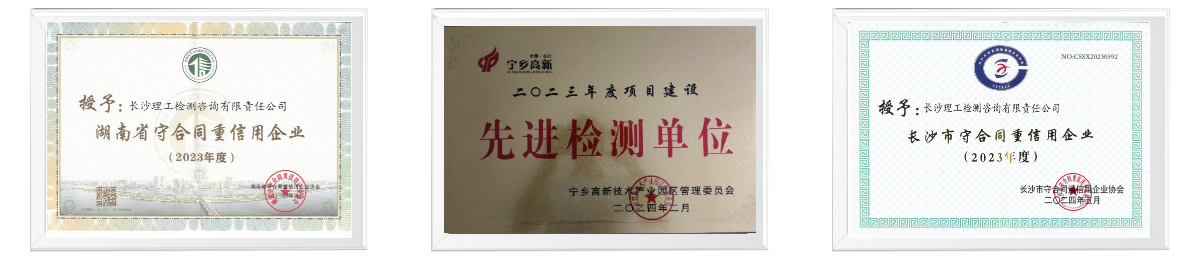 授予：长沙理工检测咨询有限责任公司
湖南省守合同重信用企业
（2023年度）
中国·长沙
宁乡高新
二〇二三年度项目建设
先进检测单位
宁乡高新技术产业园区管理委员会
二〇二四年二月
NO:CSSX20230592
授予：长沙理工检测咨询有限责任公司
长沙市守合同重信用企业
（2023年度）
长沙市守合同重信用企业协会